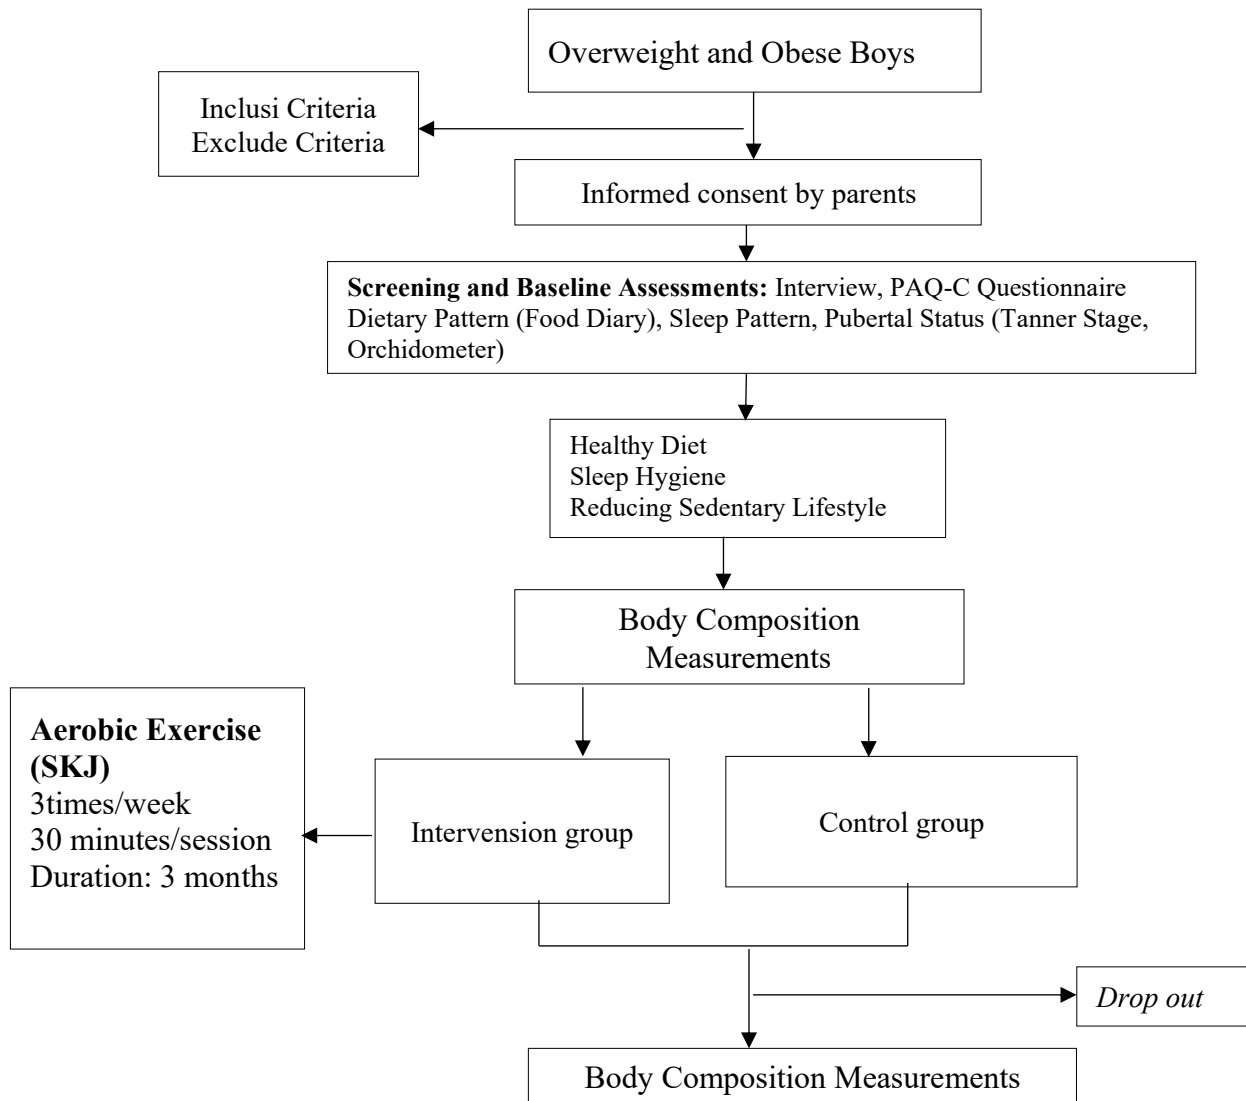 Overweight and Obese Boys
Inclusi Criteria
Exclude Criteria
Informed consent by parents
Screening and Baseline Assessments: Interview, PAQ-C Questionnaire
Dietary Pattern (Food Diary), Sleep Pattern, Pubertal Status (Tanner Stage,
Orchidometer)
Healthy Diet
Sleep Hygiene
Reducing Sedentary Lifestyle
Body Composition
Measurements
Aerobic Exercise
(SKJ)
3times/week
30 minutes/session
Duration: 3 months
Intervension group
Control group
Drop out
Body Composition Measurements